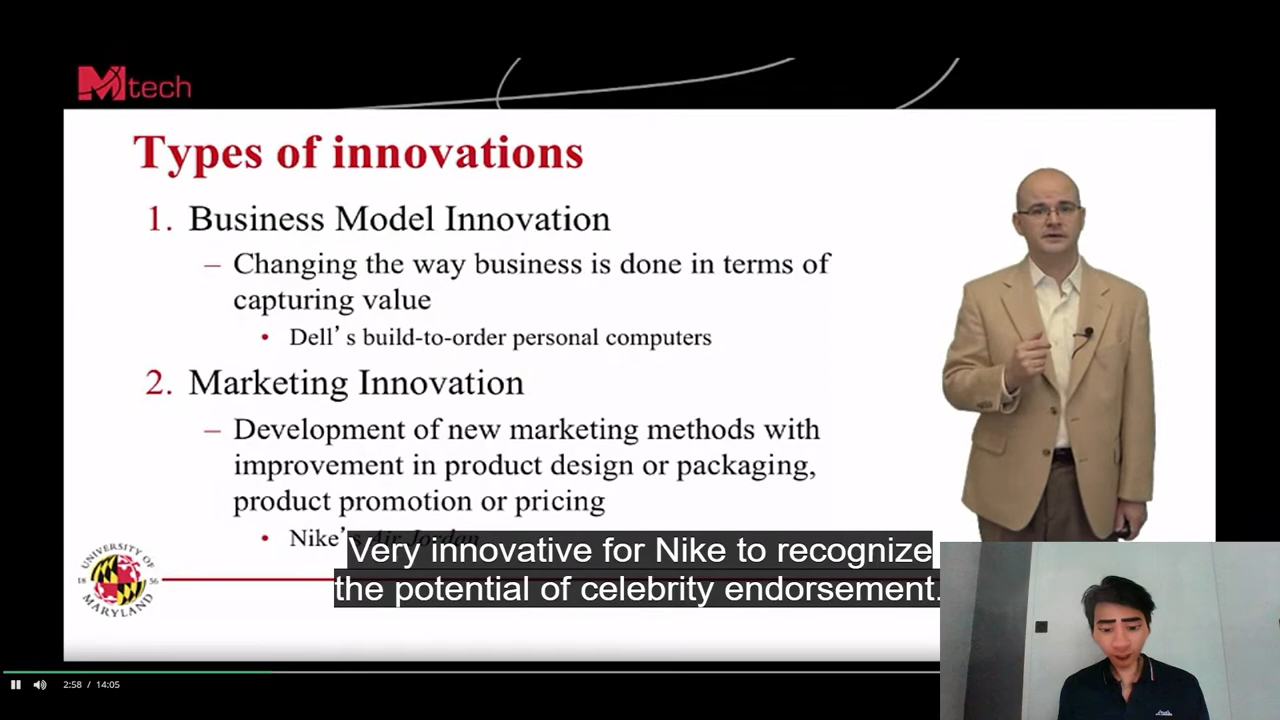 M tech
Types of innovations
1. Business Model Innovation
– Changing the way business is done in terms of
capturing value
• Dell's build-to-order personal computers
2. Marketing Innovation
– Development of new marketing methods with
improvement in product design or packaging,
product promotion or pricing
• Nike's Air Jordan
Very innovative for Nike to recognize
the potential of celebrity endorsement.
UNIVERSITY OF
18 56
MARYLAND
2:58 / 14:05